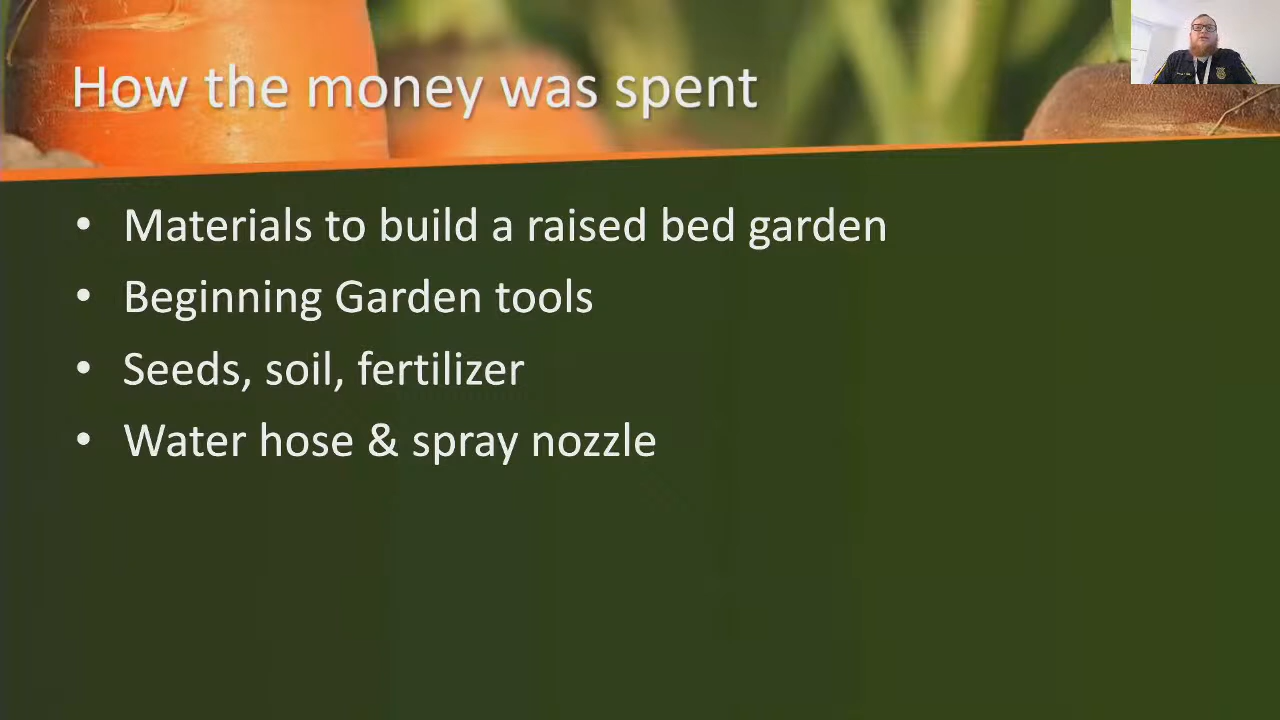 How the money was spent
• Materials to build a raised bed garden
• Beginning Garden tools
• Seeds, soil, fertilizer
• Water hose & spray nozzle